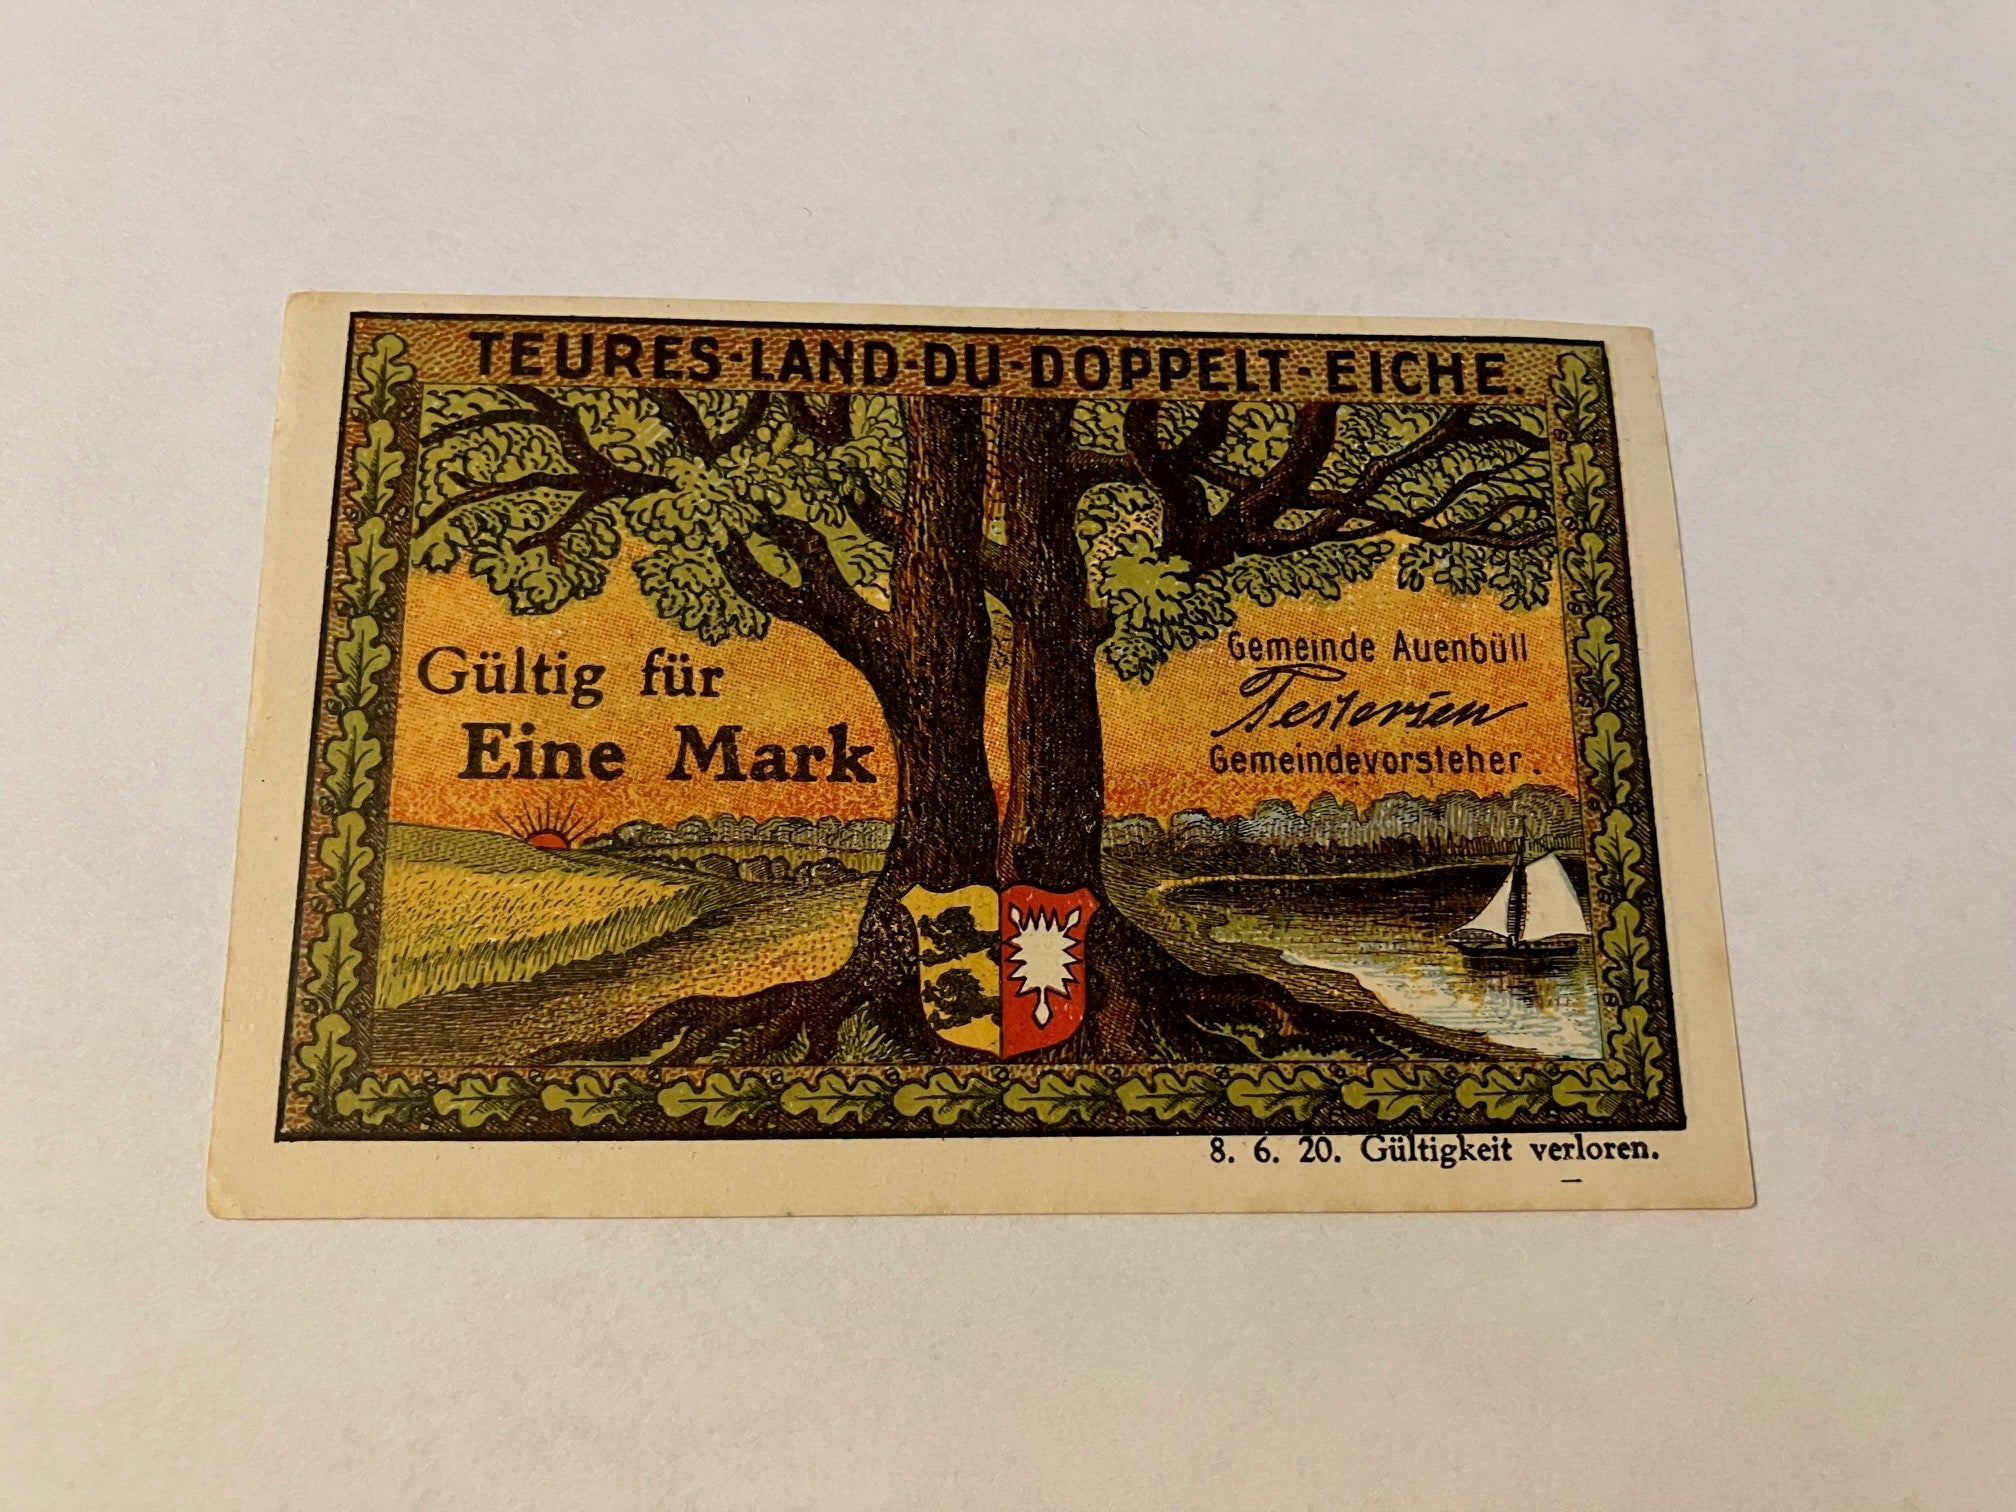 TEURES-LAND-DU-DOPPELT-EICHE.
Gültig für
Eine Mark
Gemeinde Auenbüll
Gemeindevorsteher.
8. 6. 20. Gültigkeit verloren.